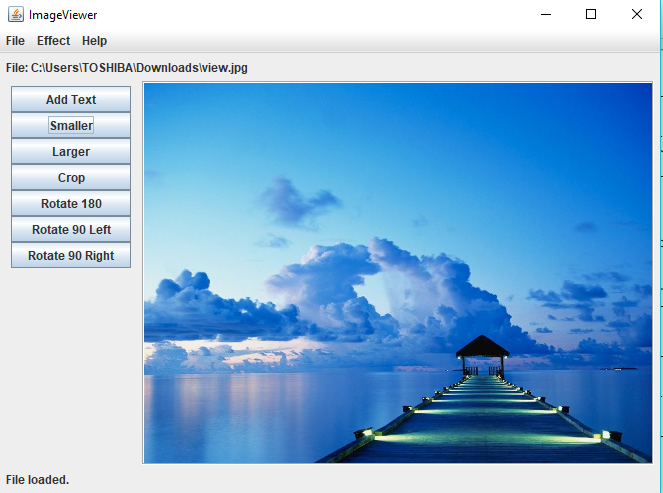 ImageViewer
File Effect Help
File: C:\Users\TOSHIBA\Downloads\view.jpg
Add Text
Smaller
Larger
Crop
Rotate 180
Rotate 90 Left
Rotate 90 Right
File loaded.